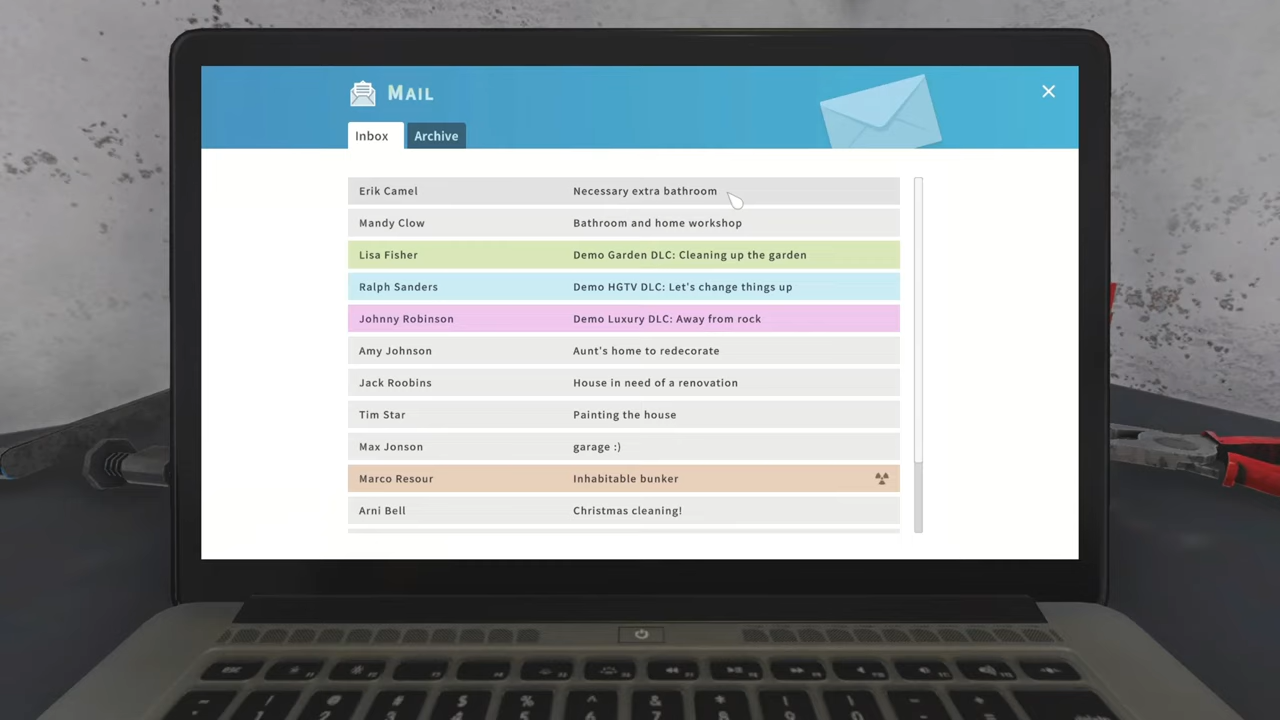 Mail
Inbox Archive
Erik Camel Necessary extra bathroom
Mandy Clow Bathroom and home workshop
Lisa Fisher Demo Garden DLC: Cleaning up the garden
Ralph Sanders Demo HGTV DLC: Let's change things up
Johnny Robinson Demo Luxury DLC: Away from rock
Amy Johnson Aunt's home to redecorate
Jack Roobins House in need of a renovation
Tim Star Painting the house
Max Jonson garage :)
Marco Resour Inhabitable bunker
Arni Bell Christmas cleaning!